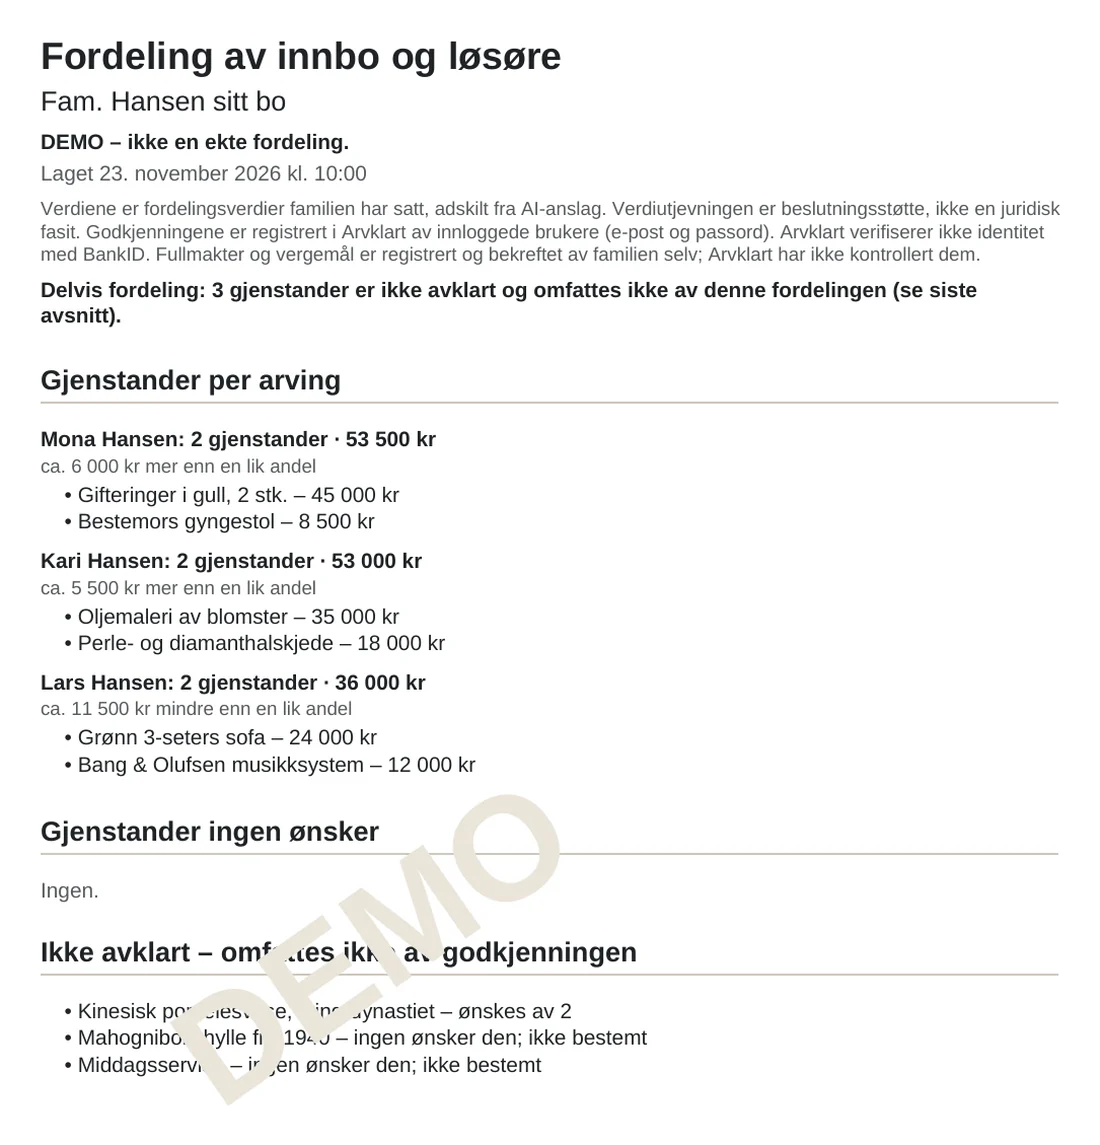 Fordeling av innbo og løsøre
Fam. Hansen sitt bo
DEMO – ikke en ekte fordeling.
Laget 23. november 2026 kl. 10:00
Verdiene er fordelingsverdier familien har satt, adskilt fra AI-anslag. Verdiutjevningen er beslutningsstøtte, ikke en juridisk
fasit. Godkjenningene er registrert i Arvklart av innloggede brukere (e-post og passord). Arvklart verifiserer ikke identitet
med BankID. Fullmakter og vergemål er registrert og bekreftet av familien selv; Arvklart har ikke kontrollert dem.
Delvis fordeling: 3 gjenstander er ikke avklart og omfattes ikke av denne fordelingen (se siste
avsnitt).
Gjenstander per arving
Mona Hansen: 2 gjenstander · 53 500 kr
ca. 6 000 kr mer enn en lik andel
• Gifteringer i gull, 2 stk. – 45 000 kr
• Bestemors gyngestol – 8 500 kr
Kari Hansen: 2 gjenstander · 53 000 kr
ca. 5 500 kr mer enn en lik andel
• Oljemaleri av blomster – 35 000 kr
• Perle- og diamanthalskjede – 18 000 kr
Lars Hansen: 2 gjenstander · 36 000 kr
ca. 11 500 kr mindre enn en lik andel
• Grønn 3-seters sofa – 24 000 kr
• Bang & Olufsen musikksystem – 12 000 kr
Gjenstander ingen ønsker
Ingen.
Ikke avklart – omfattes ikke av godkjenningen
• Kinesisk – ønskes av 2
• fra 1940 – ingen ønsker den; ikke bestemt
• – ingen ønsker den; ikke bestemt
DEMO